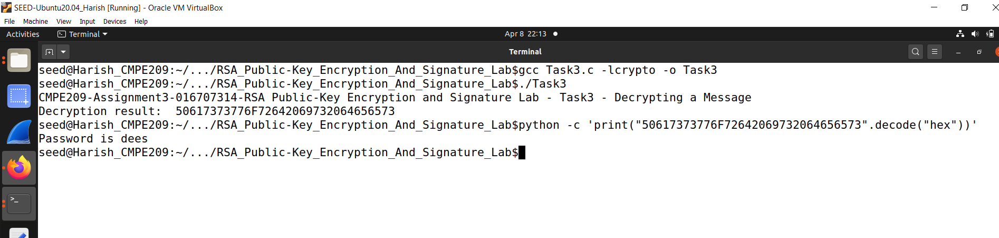 SEED-Ubuntu20.04_Harish [Running] - Oracle VM VirtualBox
File Machine View Input Devices Help
Activities Terminal Apr 8 22:13
Terminal
seed@Harish_CMPE209:~/.../RSA_Public-Key_Encryption_And_Signature_Lab$gcc Task3.c -lcrypto -o Task3
seed@Harish_CMPE209:~/.../RSA_Public-Key_Encryption_And_Signature_Lab$./Task3
CMPE209-Assignment3-016707314-RSA Public-Key Encryption and Signature Lab - Task3 - Decrypting a Message
Decryption result:  50617373776F72642069732064656573
seed@Harish_CMPE209:~/.../RSA_Public-Key_Encryption_And_Signature_Lab$python -c 'print("50617373776F72642069732064656573".decode("hex"))'
Password is dees
seed@Harish_CMPE209:~/.../RSA_Public-Key_Encryption_And_Signature_Lab$